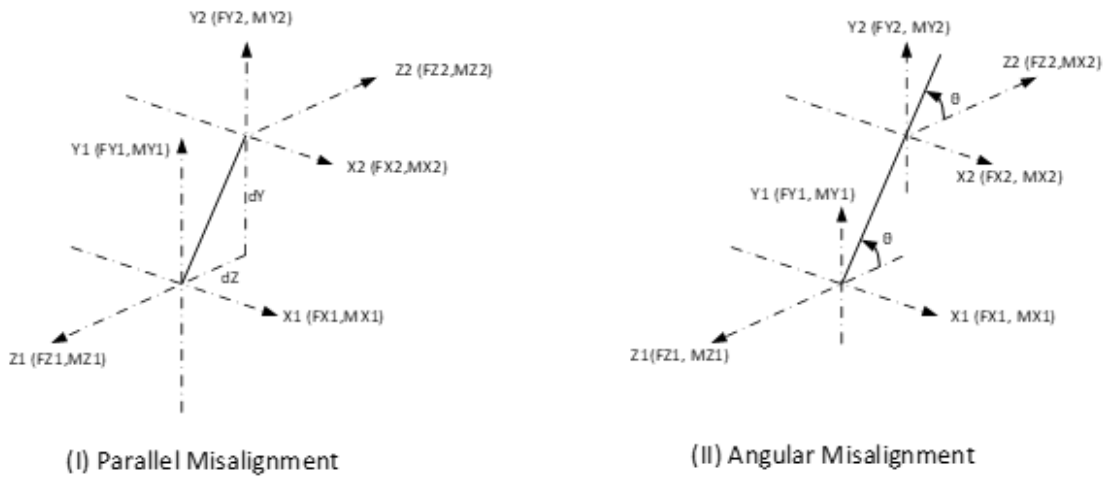 Y2 (FY2, MY2)
Z2 (FZ2,MZ2)
Y1 (FY1,MY1)
X2 (FX2,MX2)
dY
dZ
X1 (FX1,MX1)
Z1 (FZ1,MZ1)
(I) Parallel Misalignment
Y2 (FY2, MY2)
Z2 (FZ2,MX2)
θ
X2 (FX2, MX2)
Y1 (FY1, MY1)
θ
X1 (FX1, MX1)
Z1(FZ1, MZ1)
(II) Angular Misalignment